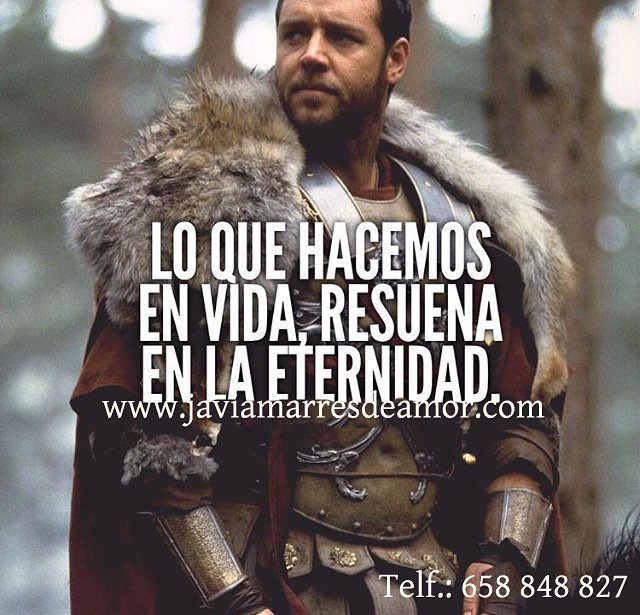 LO QUE HACEMOS
EN VIDA, RESUENA
EN LA ETERNIDAD.
www.javiamarresdeamor.com
Telf.: 658 848 827